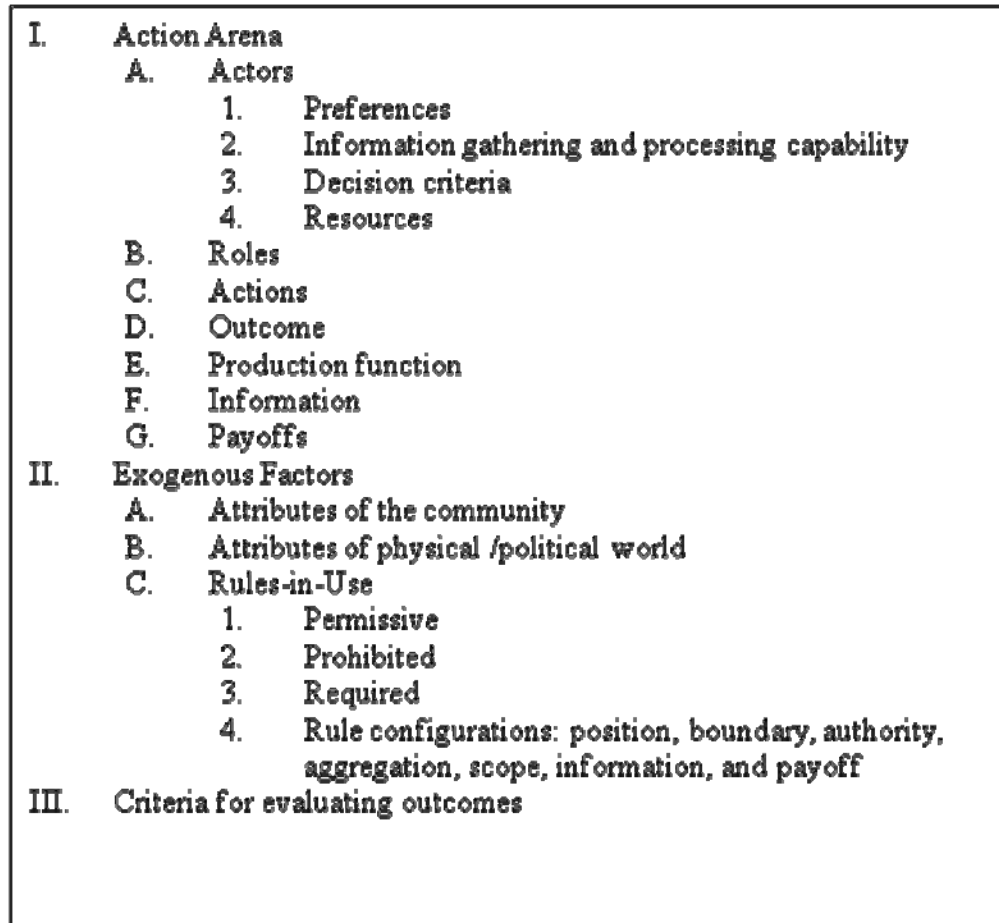 I. Action Arena
A. Actors
1. Preferences
2. Information gathering and processing capability
3. Decision criteria
4. Resources
B. Roles
C. Actions
D. Outcome
E. Production function
F. Information
G. Payoffs
II. Exogenous Factors
A. Attributes of the community
B. Attributes of physical /political world
C. Rules-in-Use
1. Permissive
2. Prohibited
3. Required
4. Rule configurations: position, boundary, authority,
aggregation, scope, information, and payoff
III. Criteria for evaluating outcomes